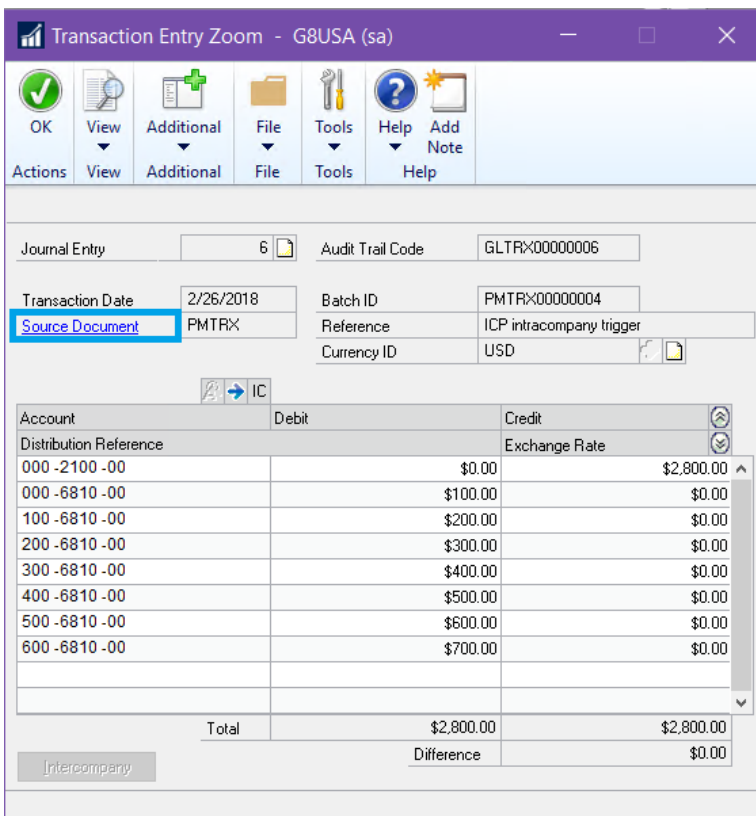 Transaction Entry Zoom - G8USA (sa)
OK View Additional File Tools Help Add Note
Actions View Additional File Tools Help
Journal Entry 6 Audit Trail Code GLTRX00000006
Transaction Date 2/26/2018 Batch ID PMTRX00000004
Source Document PMTRX Reference ICP intracompany trigger
Currency ID USD
IC
Account Debit Credit
Distribution Reference Exchange Rate
000 -2100 -00 $0.00 $2,800.00
000 -6810 -00 $100.00 $0.00
100 -6810 -00 $200.00 $0.00
200 -6810 -00 $300.00 $0.00
300 -6810 -00 $400.00 $0.00
400 -6810 -00 $500.00 $0.00
500 -6810 -00 $600.00 $0.00
600 -6810 -00 $700.00 $0.00
Total $2,800.00 $2,800.00
Difference $0.00
Intercompany